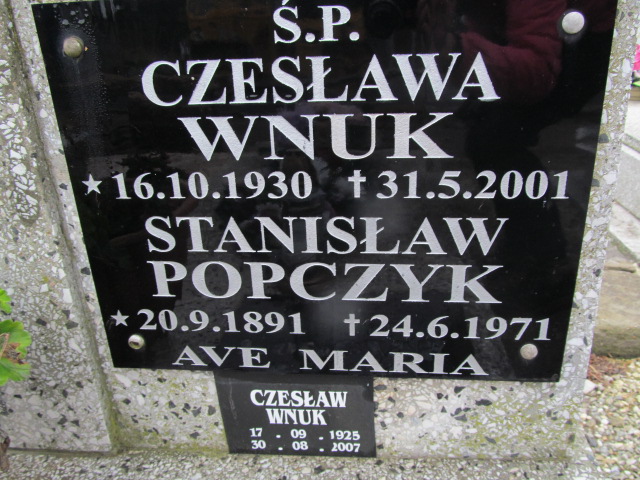 Ś.P.
CZESŁAWA
WNUK
★16.10.1930 ✝31.5.2001
STANISŁAW
POPCZYK
★20.9.1891 ✝24.6.1971
AVE MARIA
CZESŁAW
WNUK
17 . 09 . 1925
30 . 08 . 2007